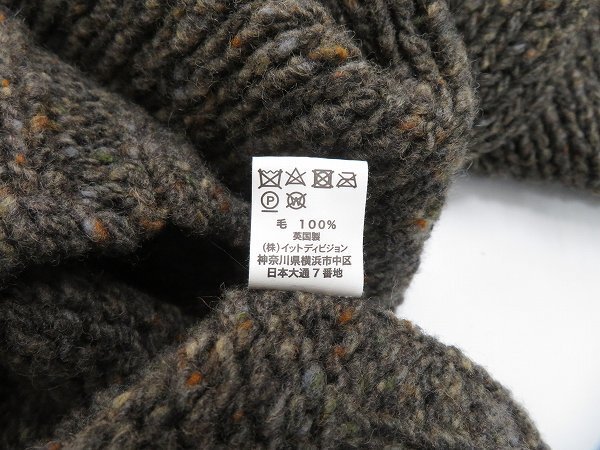 P W
毛 100%
英国製
(株)イットディビジョン
神奈川県横浜市中区
日本大通7番地